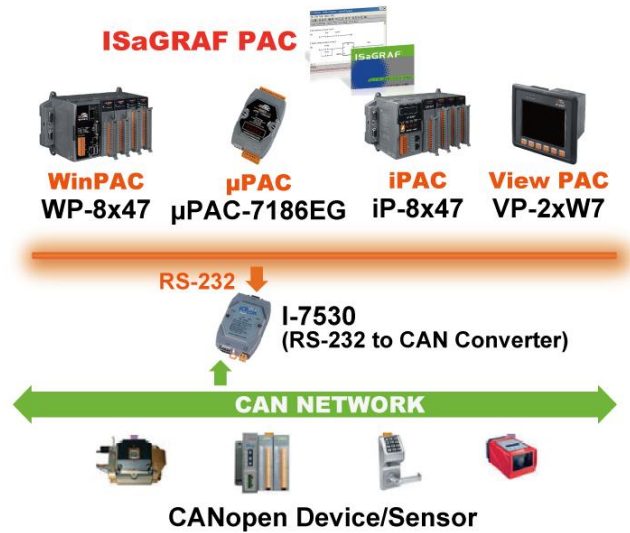 ISaGRAF PAC
ISaGRAF
WinPAC
WP-8x47
µPAC
µPAC-7186EG
iPAC
iP-8x47
View PAC
VP-2xW7
RS-232
I-7530
(RS-232 to CAN Converter)
CAN NETWORK
CANopen Device/Sensor